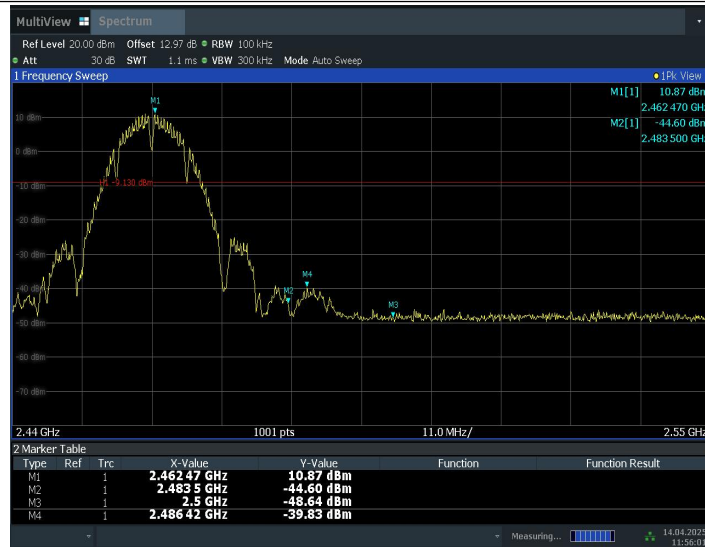 MultiView Spectrum
Ref Level 20.00 dBm Offset 12.97 dB RBW 100 kHz
Att 30 dB SWT 1.1 ms VBW 300 kHz Mode Auto Sweep
1 Frequency Sweep 1Pk View
M1[1] 10.87 dBm
2.462 470 GHz
M2[1] -44.60 dBm
2.483 500 GHz
M1
10 dBm
0 dBm
H1 -9.130 dBm
-10 dBm
-20 dBm
-30 dBm
M4
-40 dBm
M2
M3
-50 dBm
-60 dBm
-70 dBm
2.44 GHz 1001 pts 11.0 MHz/ 2.55 GHz
2 Marker Table
Type Ref Trc X-Value Y-Value Function Function Result
M1 1 2.462 47 GHz 10.87 dBm
M2 1 2.483 5 GHz -44.60 dBm
M3 1 2.5 GHz -48.64 dBm
M4 1 2.486 42 GHz -39.83 dBm
Measuring... 14.04.2025
11:56:01